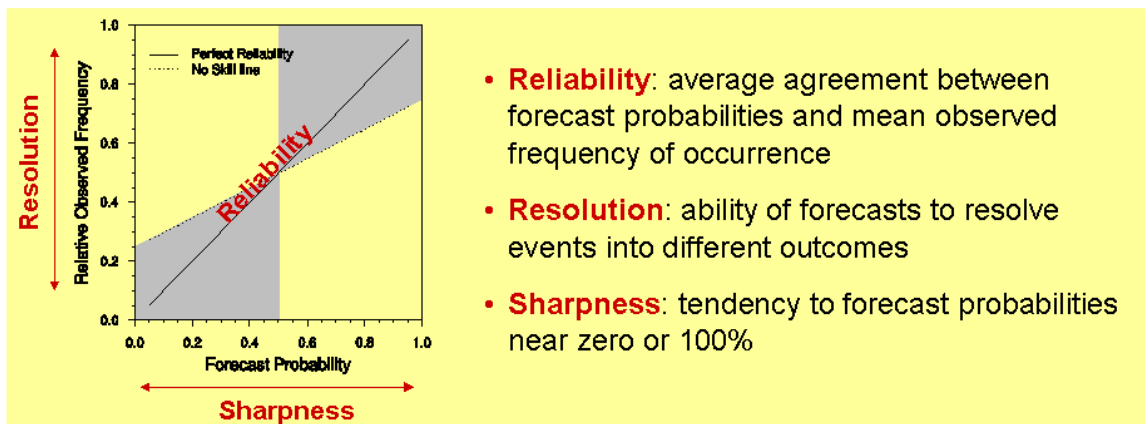 1.0
Perfect Reliability
No Skill line
0.8
0.6
0.4
0.2
0.0
Relative Observed Frequency
Resolution
Reliability
0.0 0.2 0.4 0.6 0.8 1.0
Forecast Probability
Sharpness
• Reliability: average agreement between
forecast probabilities and mean observed
frequency of occurrence
• Resolution: ability of forecasts to resolve
events into different outcomes
• Sharpness: tendency to forecast probabilities
near zero or 100%